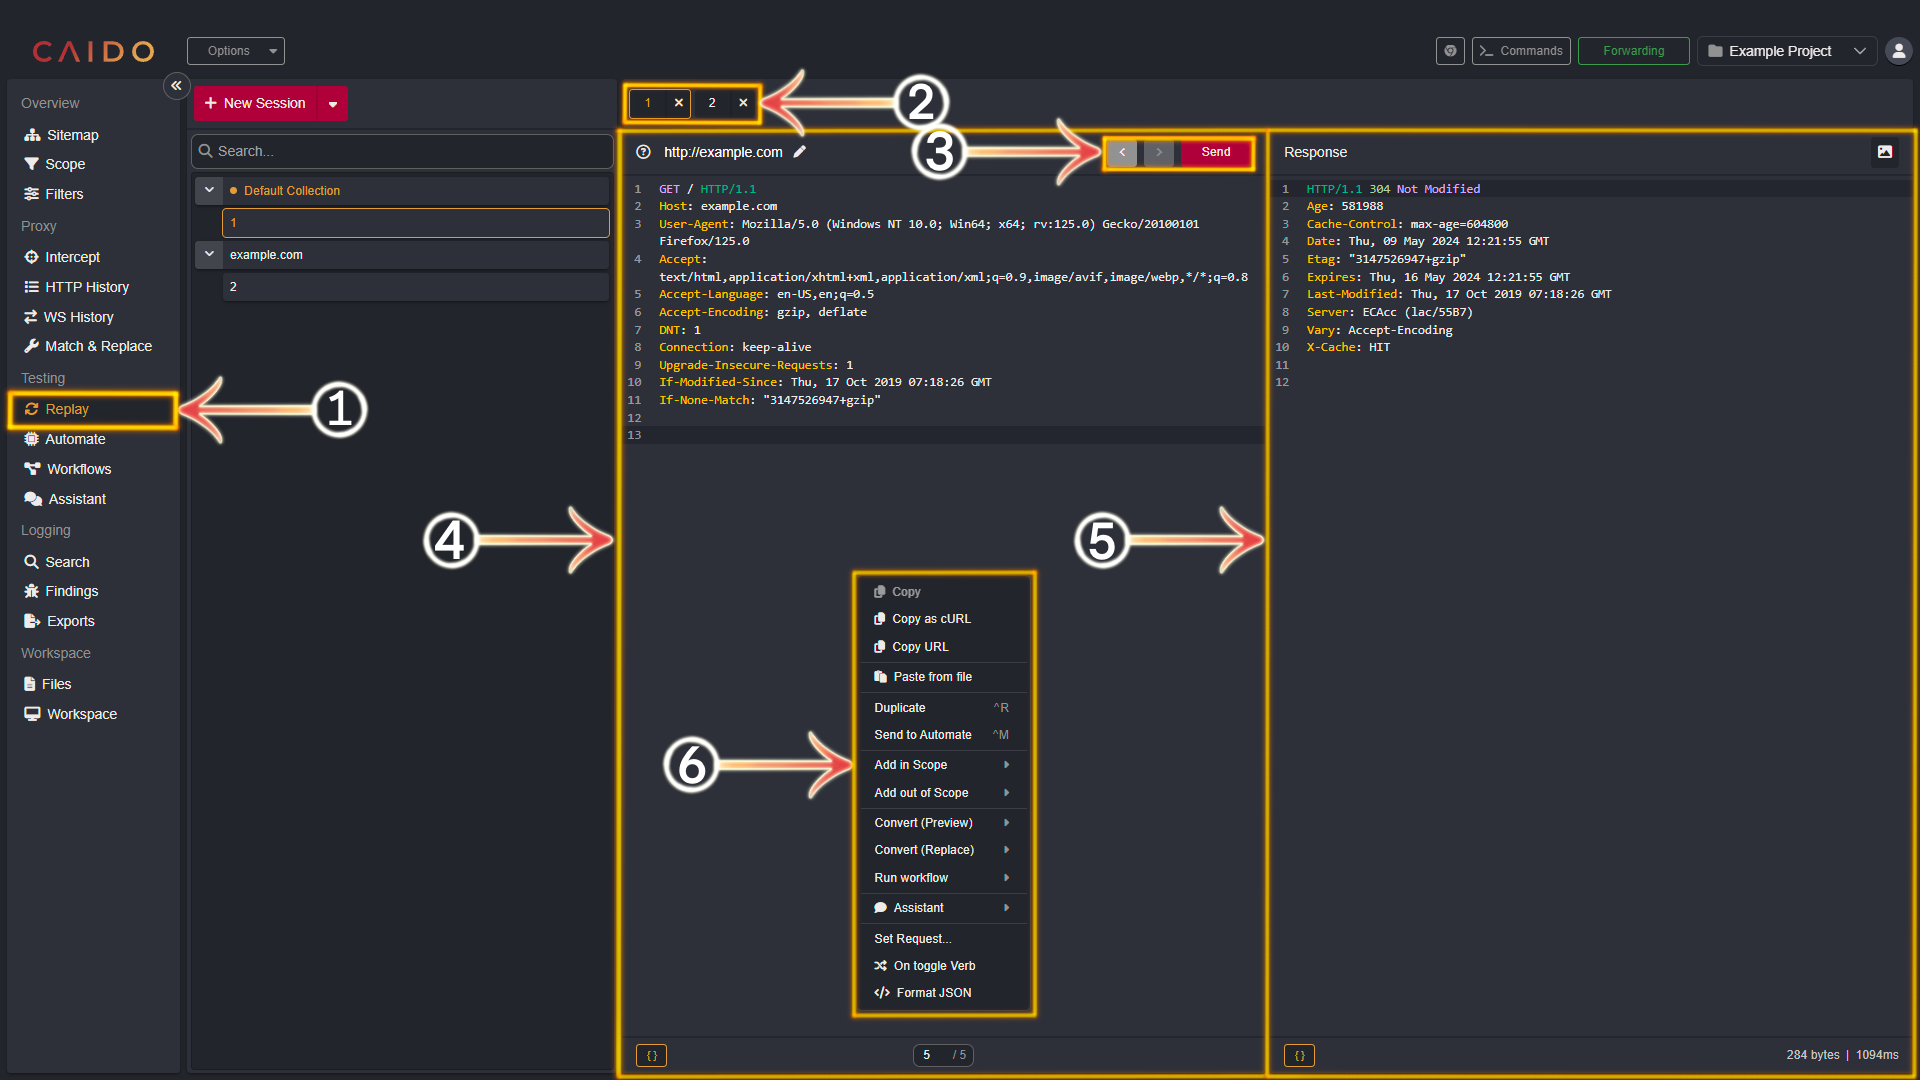 CAIDO
Options
Commands
Forwarding
Example Project
Overview
Sitemap
Scope
Filters
Proxy
Intercept
HTTP History
WS History
Match & Replace
Testing
Replay
Automate
Workflows
Assistant
Logging
Search
Findings
Exports
Workspace
Files
Workspace
+ New Session
Search...
Default Collection
1
example.com
2
1 × 2 ×
1
2
3
4
5
6
http://example.com
< > Send
1 GET / HTTP/1.1
2 Host: example.com
3 User-Agent: Mozilla/5.0 (Windows NT 10.0; Win64; x64; rv:125.0) Gecko/20100101
Firefox/125.0
4 Accept:
text/html,application/xhtml+xml,application/xml;q=0.9,image/avif,image/webp,*/*;q=0.8
5 Accept-Language: en-US,en;q=0.5
6 Accept-Encoding: gzip, deflate
7 DNT: 1
8 Connection: keep-alive
9 Upgrade-Insecure-Requests: 1
10 If-Modified-Since: Thu, 17 Oct 2019 07:18:26 GMT
11 If-None-Match: "3147526947+gzip"
12
13
Copy
Copy as cURL
Copy URL
Paste from file
Duplicate ^R
Send to Automate ^M
Add in Scope
Add out of Scope
Convert (Preview)
Convert (Replace)
Run workflow
Assistant
Set Request...
On toggle Verb
</> Format JSON
{} 5 / 5
Response
1 HTTP/1.1 304 Not Modified
2 Age: 581988
3 Cache-Control: max-age=604800
4 Date: Thu, 09 May 2024 12:21:55 GMT
5 Etag: "3147526947+gzip"
6 Expires: Thu, 16 May 2024 12:21:55 GMT
7 Last-Modified: Thu, 17 Oct 2019 07:18:26 GMT
8 Server: ECAcc (lac/55B7)
9 Vary: Accept-Encoding
10 X-Cache: HIT
11
12
{} 284 bytes | 1094ms